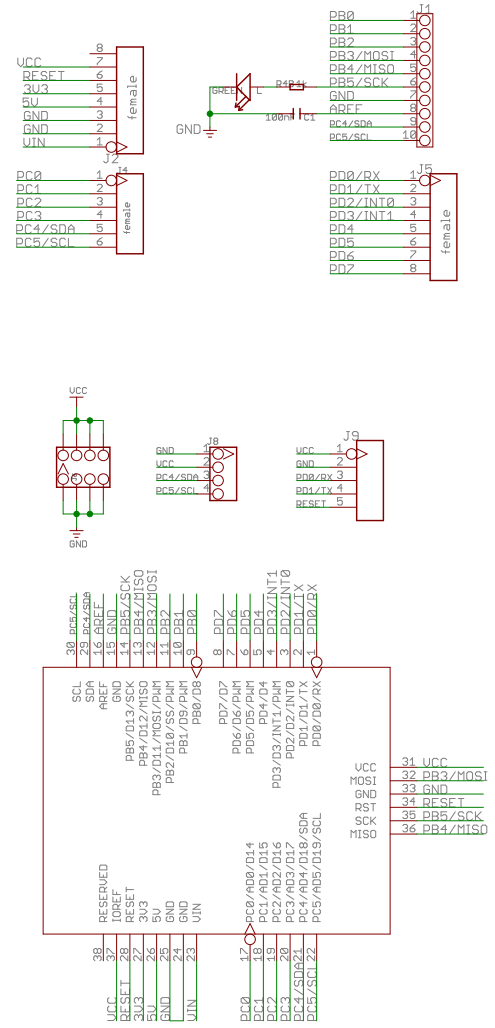 J1
PB0 1
PB1 2
PB2 3
PB3/MOSI 4
PB4/MISO 5
PB5/SCK 6
GND 7
AREF 8
PC4/SDA 9
PC5/SCL 10
8
VCC 7
RESET 6
3V3 5
5V 4
GND 3
GND 2
VIN 1
female
J2
GREEN L
R4
1k
100n C1
GND
J4
PC0 1
PC1 2
PC2 3
PC3 4
PC4/SDA 5
PC5/SCL 6
female
J5
PD0/RX 1
PD1/TX 2
PD2/INT0 3
PD3/INT1 4
PD4 5
PD5 6
PD6 7
PD7 8
female
VCC
GND
J8
GND 1
VCC 2
PC4/SDA 3
PC5/SCL 4
J9
VCC 1
GND 2
PD0/RX 3
PD1/TX 4
RESET 5
PC5/SCL 30 SCL
PC4/SDA 29 SDA
AREF 16 AREF
GND 15 GND
PB5/SCK 14 PB5/D13/SCK
PB4/MISO 13 PB4/D12/MISO
PB3/MOSI 12 PB3/D11/MOSI/PWM
PB2 11 PB2/D10/SS/PWM
PB1 10 PB1/D9/PWM
PB0 9 PB0/D8
PD7 8 PD7/D7
PD6 7 PD6/D6/PWM
PD5 6 PD5/D5/PWM
PD4 5 PD4/D4
PD3/INT1 4 PD3/D3/INT1/PWM
PD2/INT0 3 PD2/D2/INT0
PD1/TX 2 PD1/D1/TX
PD0/RX 1 PD0/D0/RX
VCC 31 VCC
MOSI 32 PB3/MOSI
GND 33 GND
RST 34 RESET
SCK 35 PB5/SCK
MISO 36 PB4/MISO
RESERVED 38
IOREF 37 VCC
RESET 28 RESET
3V3 27 3V3
5V 26 5V
GND 25 GND
GND 24
VIN 23 VIN
PC0/AD0/D14 17 PC0
PC1/AD1/D15 18 PC1
PC2/AD2/D16 19 PC2
PC3/AD3/D17 20 PC3
PC4/AD4/D18/SDA 21 PC4/SDA
PC5/AD5/D19/SCL 22 PC5/SCL